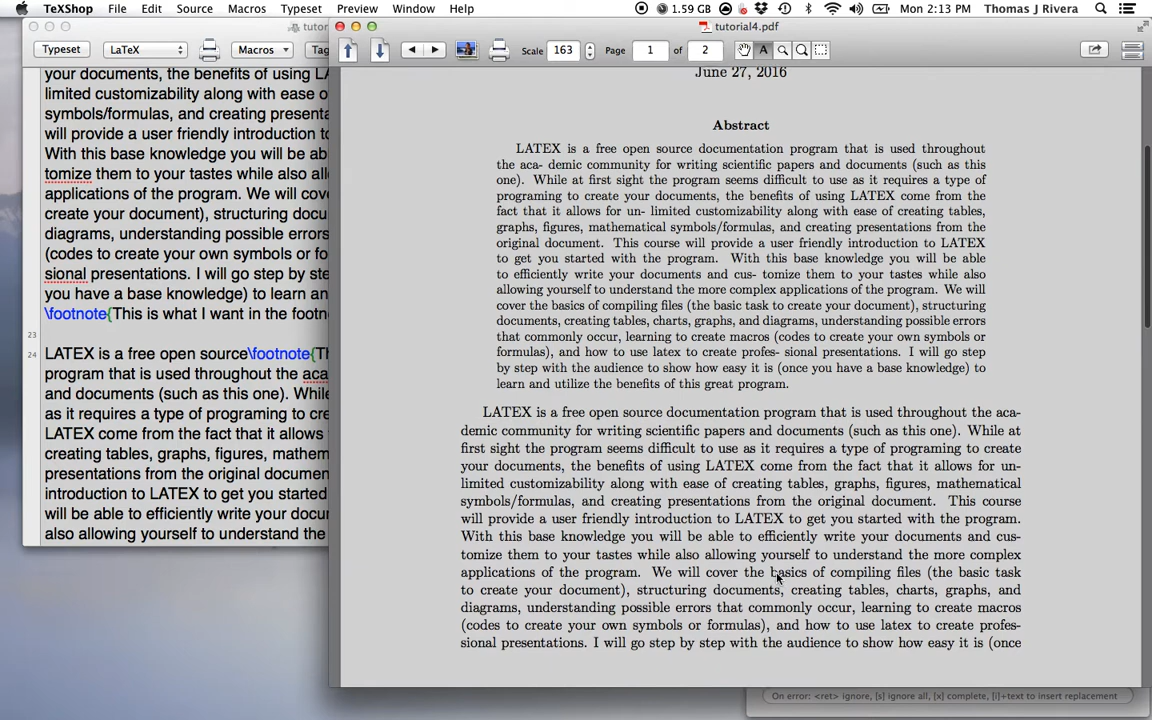 TeXShop File Edit Source Macros Typeset Preview Window Help 1.59 GB Mon 2:13 PM Thomas J Rivera
tutor
Typeset LaTeX Macros Tag
your documents, the benefits of using LA
limited customizability along with ease o
symbols/formulas, and creating presenta
will provide a user friendly introduction to
With this base knowledge you will be ab
tomize them to your tastes while also all
applications of the program. We will cov
create your document), structuring docu
diagrams, understanding possible errors
(codes to create your own symbols or fo
sional presentations. I will go step by ste
you have a base knowledge) to learn an
\footnote{This is what I want in the footn
23
24 LATEX is a free open source\footnote{Th
program that is used throughout the aca
and documents (such as this one). While
as it requires a type of programing to cre
LATEX come from the fact that it allows
creating tables, graphs, figures, mathem
presentations from the original documen
introduction to LATEX to get you started
will be able to efficiently write your docu
also allowing yourself to understand the
tutorial4.pdf
Scale 163 Page 1 of 2
June 27, 2016
Abstract
LATEX is a free open source documentation program that is used throughout
the aca- demic community for writing scientific papers and documents (such as this
one). While at first sight the program seems difficult to use as it requires a type of
programing to create your documents, the benefits of using LATEX come from the
fact that it allows for un- limited customizability along with ease of creating tables,
graphs, figures, mathematical symbols/formulas, and creating presentations from the
original document. This course will provide a user friendly introduction to LATEX
to get you started with the program. With this base knowledge you will be able
to efficiently write your documents and cus- tomize them to your tastes while also
allowing yourself to understand the more complex applications of the program. We will
cover the basics of compiling files (the basic task to create your document), structuring
documents, creating tables, charts, graphs, and diagrams, understanding possible errors
that commonly occur, learning to create macros (codes to create your own symbols or
formulas), and how to use latex to create profes- sional presentations. I will go step
by step with the audience to show how easy it is (once you have a base knowledge) to
learn and utilize the benefits of this great program.
LATEX is a free open source documentation program that is used throughout the aca-
demic community for writing scientific papers and documents (such as this one). While at
first sight the program seems difficult to use as it requires a type of programing to create
your documents, the benefits of using LATEX come from the fact that it allows for un-
limited customizability along with ease of creating tables, graphs, figures, mathematical
symbols/formulas, and creating presentations from the original document. This course
will provide a user friendly introduction to LATEX to get you started with the program.
With this base knowledge you will be able to efficiently write your documents and cus-
tomize them to your tastes while also allowing yourself to understand the more complex
applications of the program. We will cover the basics of compiling files (the basic task
to create your document), structuring documents, creating tables, charts, graphs, and
diagrams, understanding possible errors that commonly occur, learning to create macros
(codes to create your own symbols or formulas), and how to use latex to create profes-
sional presentations. I will go step by step with the audience to show how easy it is (once
On error: <ret> ignore, [s] ignore all, [x] complete, [i]+text to insert replacement